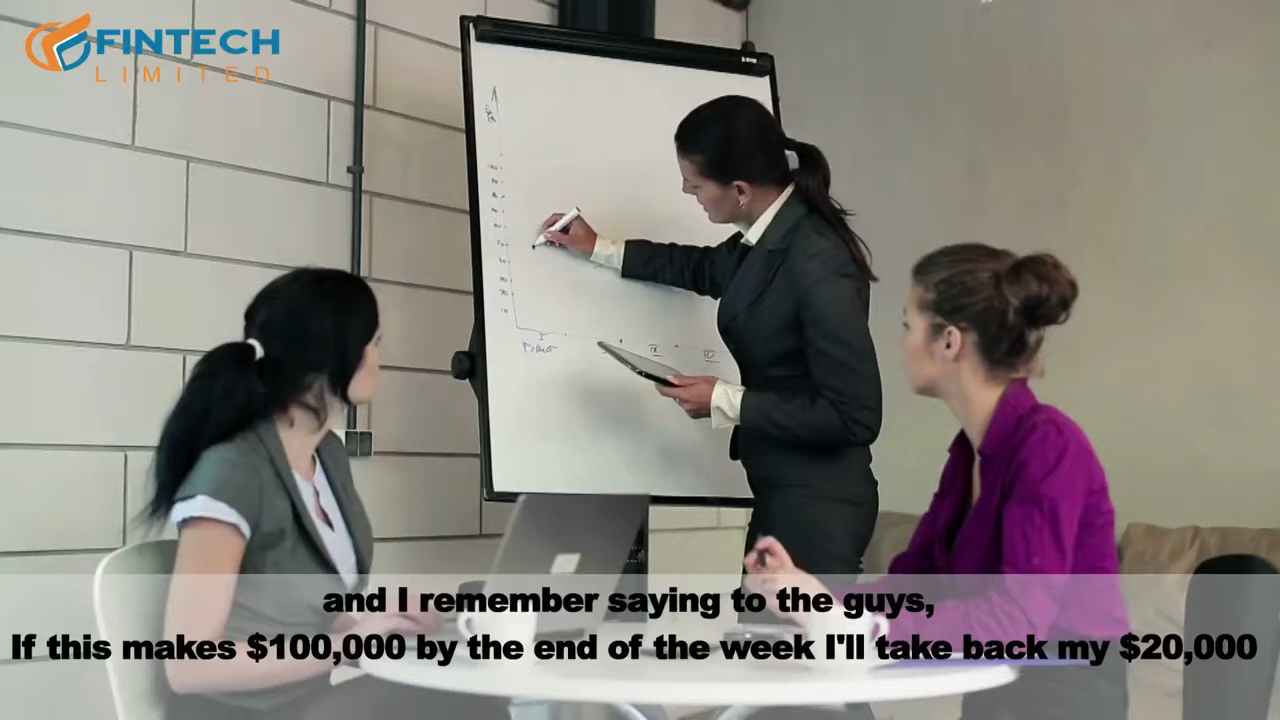 FINTECH
LIMITED
and I remember saying to the guys,
If this makes $100,000 by the end of the week I'll take back my $20,000